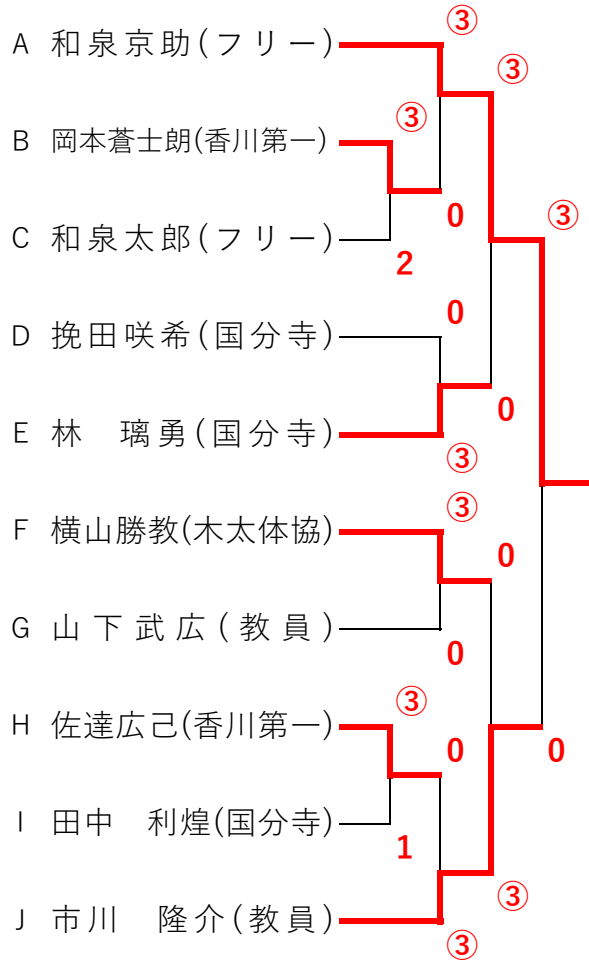 ③
A 和泉京助(フリー)
③
③
B 岡本蒼士朗(香川第一)
0
③
C 和泉太郎(フリー)
2
0
D 挽田咲希(国分寺)
0
E 林　璃勇(国分寺)
③
③
F 横山勝教(木太体協)
0
G 山下武広(教員)
0
③
H 佐達広己(香川第一)
0
0
I 田中　利煌(国分寺)
1
③
J 市川　隆介(教員)
③